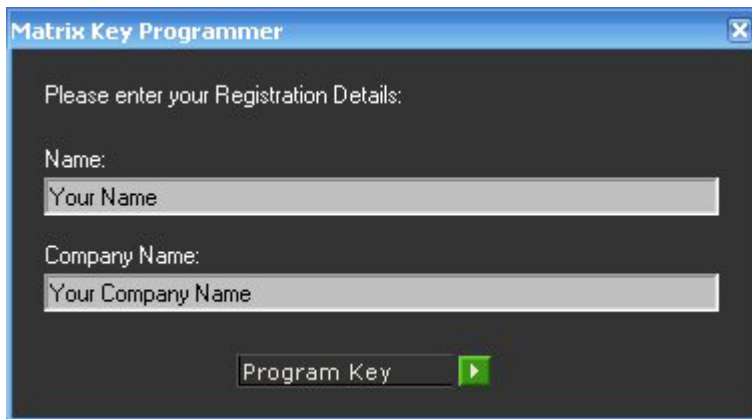 Matrix Key Programmer
Please enter your Registration Details:
Name:
Your Name
Company Name:
Your Company Name
Program Key